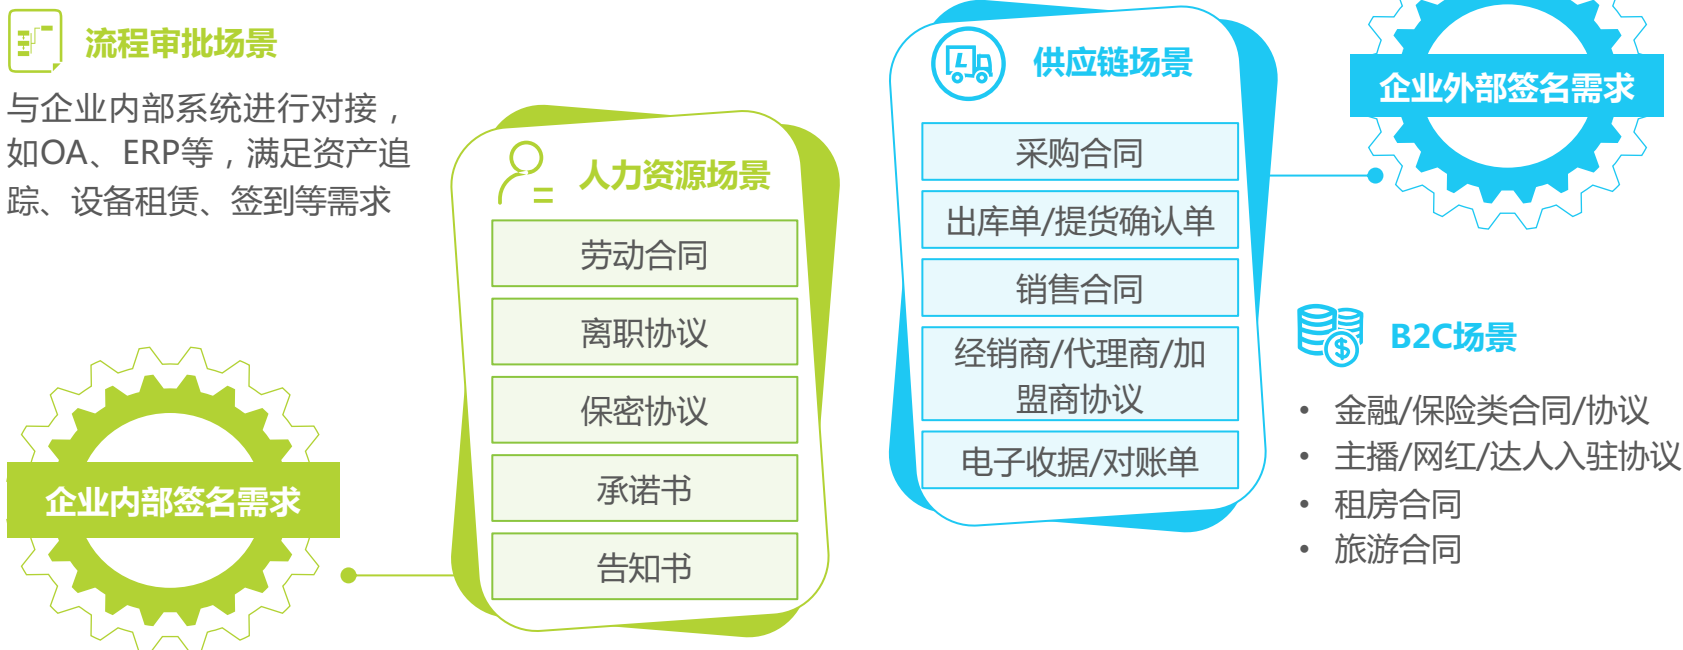 流程审批场景
与企业内部系统进行对接，
如OA、ERP等，满足资产追
踪、设备租赁、签到等需求
企业内部签名需求
人力资源场景
劳动合同
离职协议
保密协议
承诺书
告知书
供应链场景
采购合同
出库单/提货确认单
销售合同
经销商/代理商/加
盟商协议
电子收据/对账单
企业外部签名需求
B2C场景
• 金融/保险类合同/协议
• 主播/网红/达人入驻协议
• 租房合同
• 旅游合同